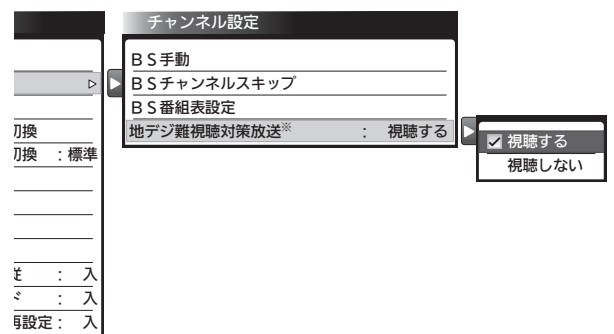 チャンネル設定
BS手動
BSチャンネルスキップ
BS番組表設定
地デジ難視聴対策放送※ : 視聴する
視聴する
視聴しない
切換
切換 : 標準
: 入
: 入
再設定 : 入